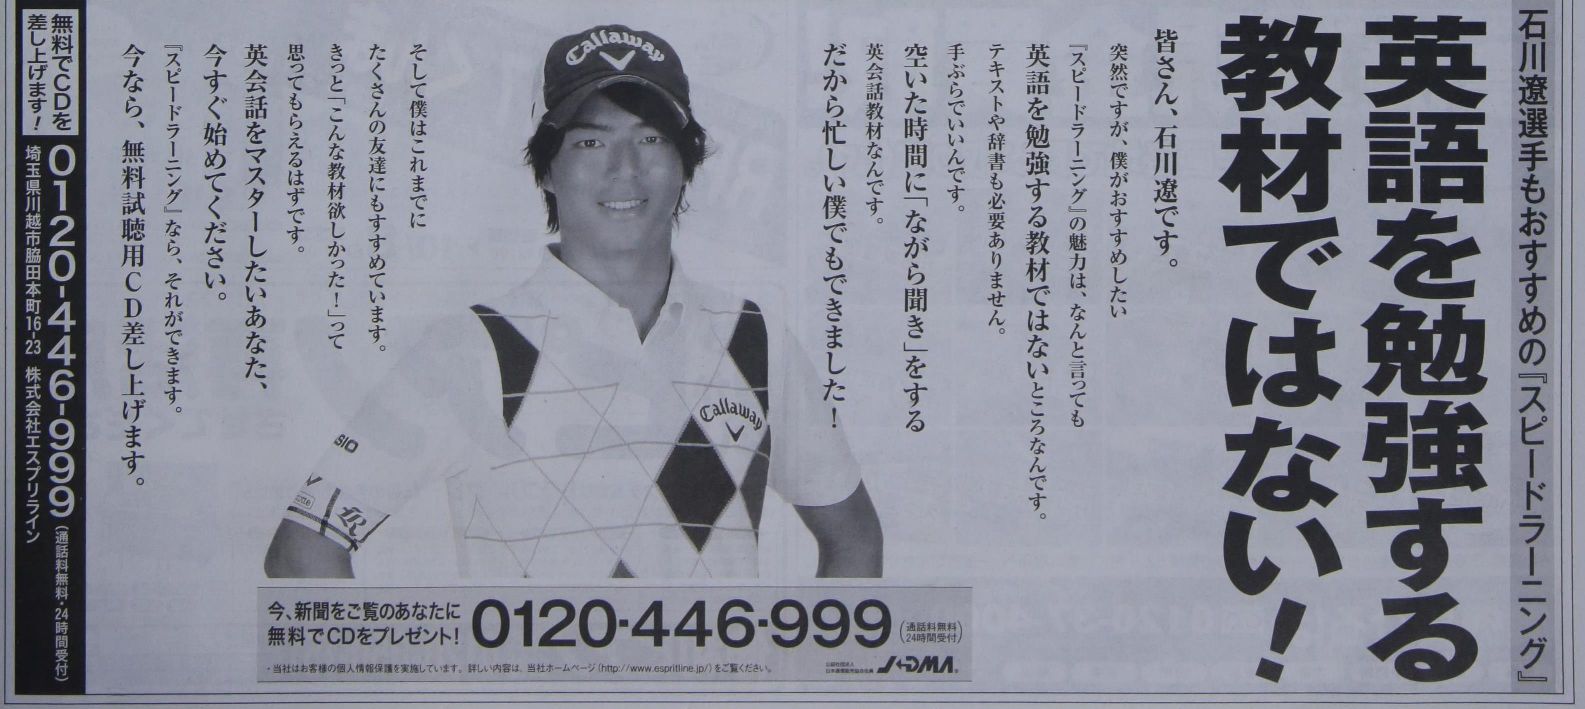 石川遼選手もおすすめの『スピードラーニング』
英語を勉強する
教材ではない!
皆さん、石川遼です。
突然ですが、僕がおすすめしたい
『スピードラーニング』の魅力は、なんと言っても
英語を勉強する教材ではないところなんです。
テキストや辞書も必要ありません。
手ぶらでいいんです。
空いた時間に「ながら聞き」をする
英会話教材なんです。
だから忙しい僕でもできました!
そして僕はこれまでに
たくさんの友達にもすすめています。
きっと「こんな教材欲しかった!」って
思ってもらえるはずです。
英会話をマスターしたいあなた、
今すぐ始めてください。
『スピードラーニング』なら、それができます。
今なら、無料試聴用CD差し上げます。
Callaway
Callaway
SIO
今、新聞をご覧のあなたに
無料でCDをプレゼント!
0120-446-999
(通話料無料
24時間受付)
・当社はお客様の個人情報保護を実施しています。詳しい内容は、当社ホームページ(http://www.espritline.jp/)をご覧ください。
公益社団法人
日本通信販売協会会員
JADMA
無料でCDを
差し上げます!
0120-446-999
(通話料無料・24時間受付)
埼玉県川越市脇田本町16-23 株式会社エスプリライン